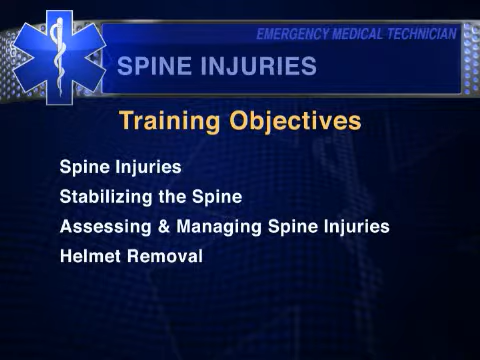 EMERGENCY MEDICAL TECHNICIAN
SPINE INJURIES
Training Objectives
Spine Injuries
Stabilizing the Spine
Assessing & Managing Spine Injuries
Helmet Removal